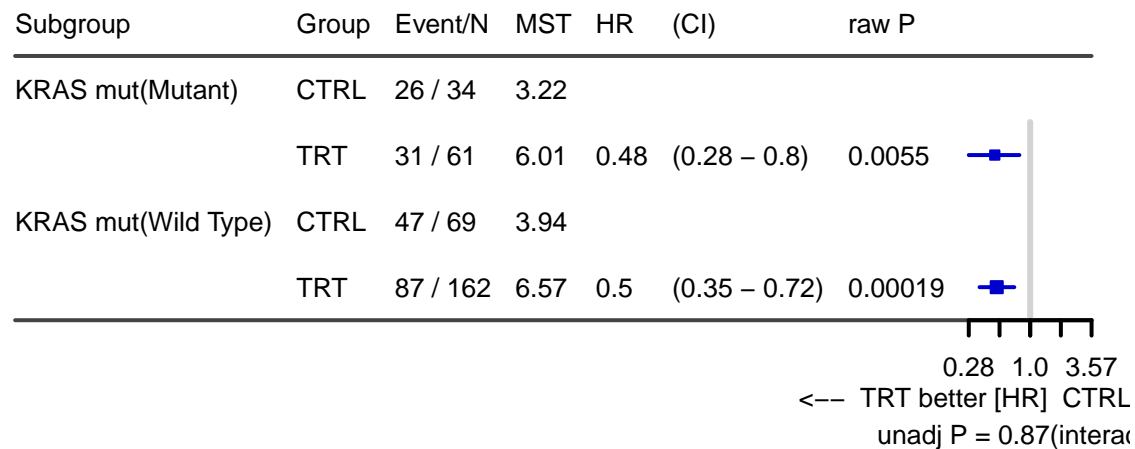 Subgroup Group Event/N MST HR (CI) raw P
KRAS mut(Mutant) CTRL 26 / 34 3.22
TRT 31 / 61 6.01 0.48 (0.28 − 0.8) 0.0055
KRAS mut(Wild Type) CTRL 47 / 69 3.94
TRT 87 / 162 6.57 0.5 (0.35 − 0.72) 0.00019
0.28 1.0 3.57
<−− TRT better [HR] CTRL
unadj P = 0.87(interac